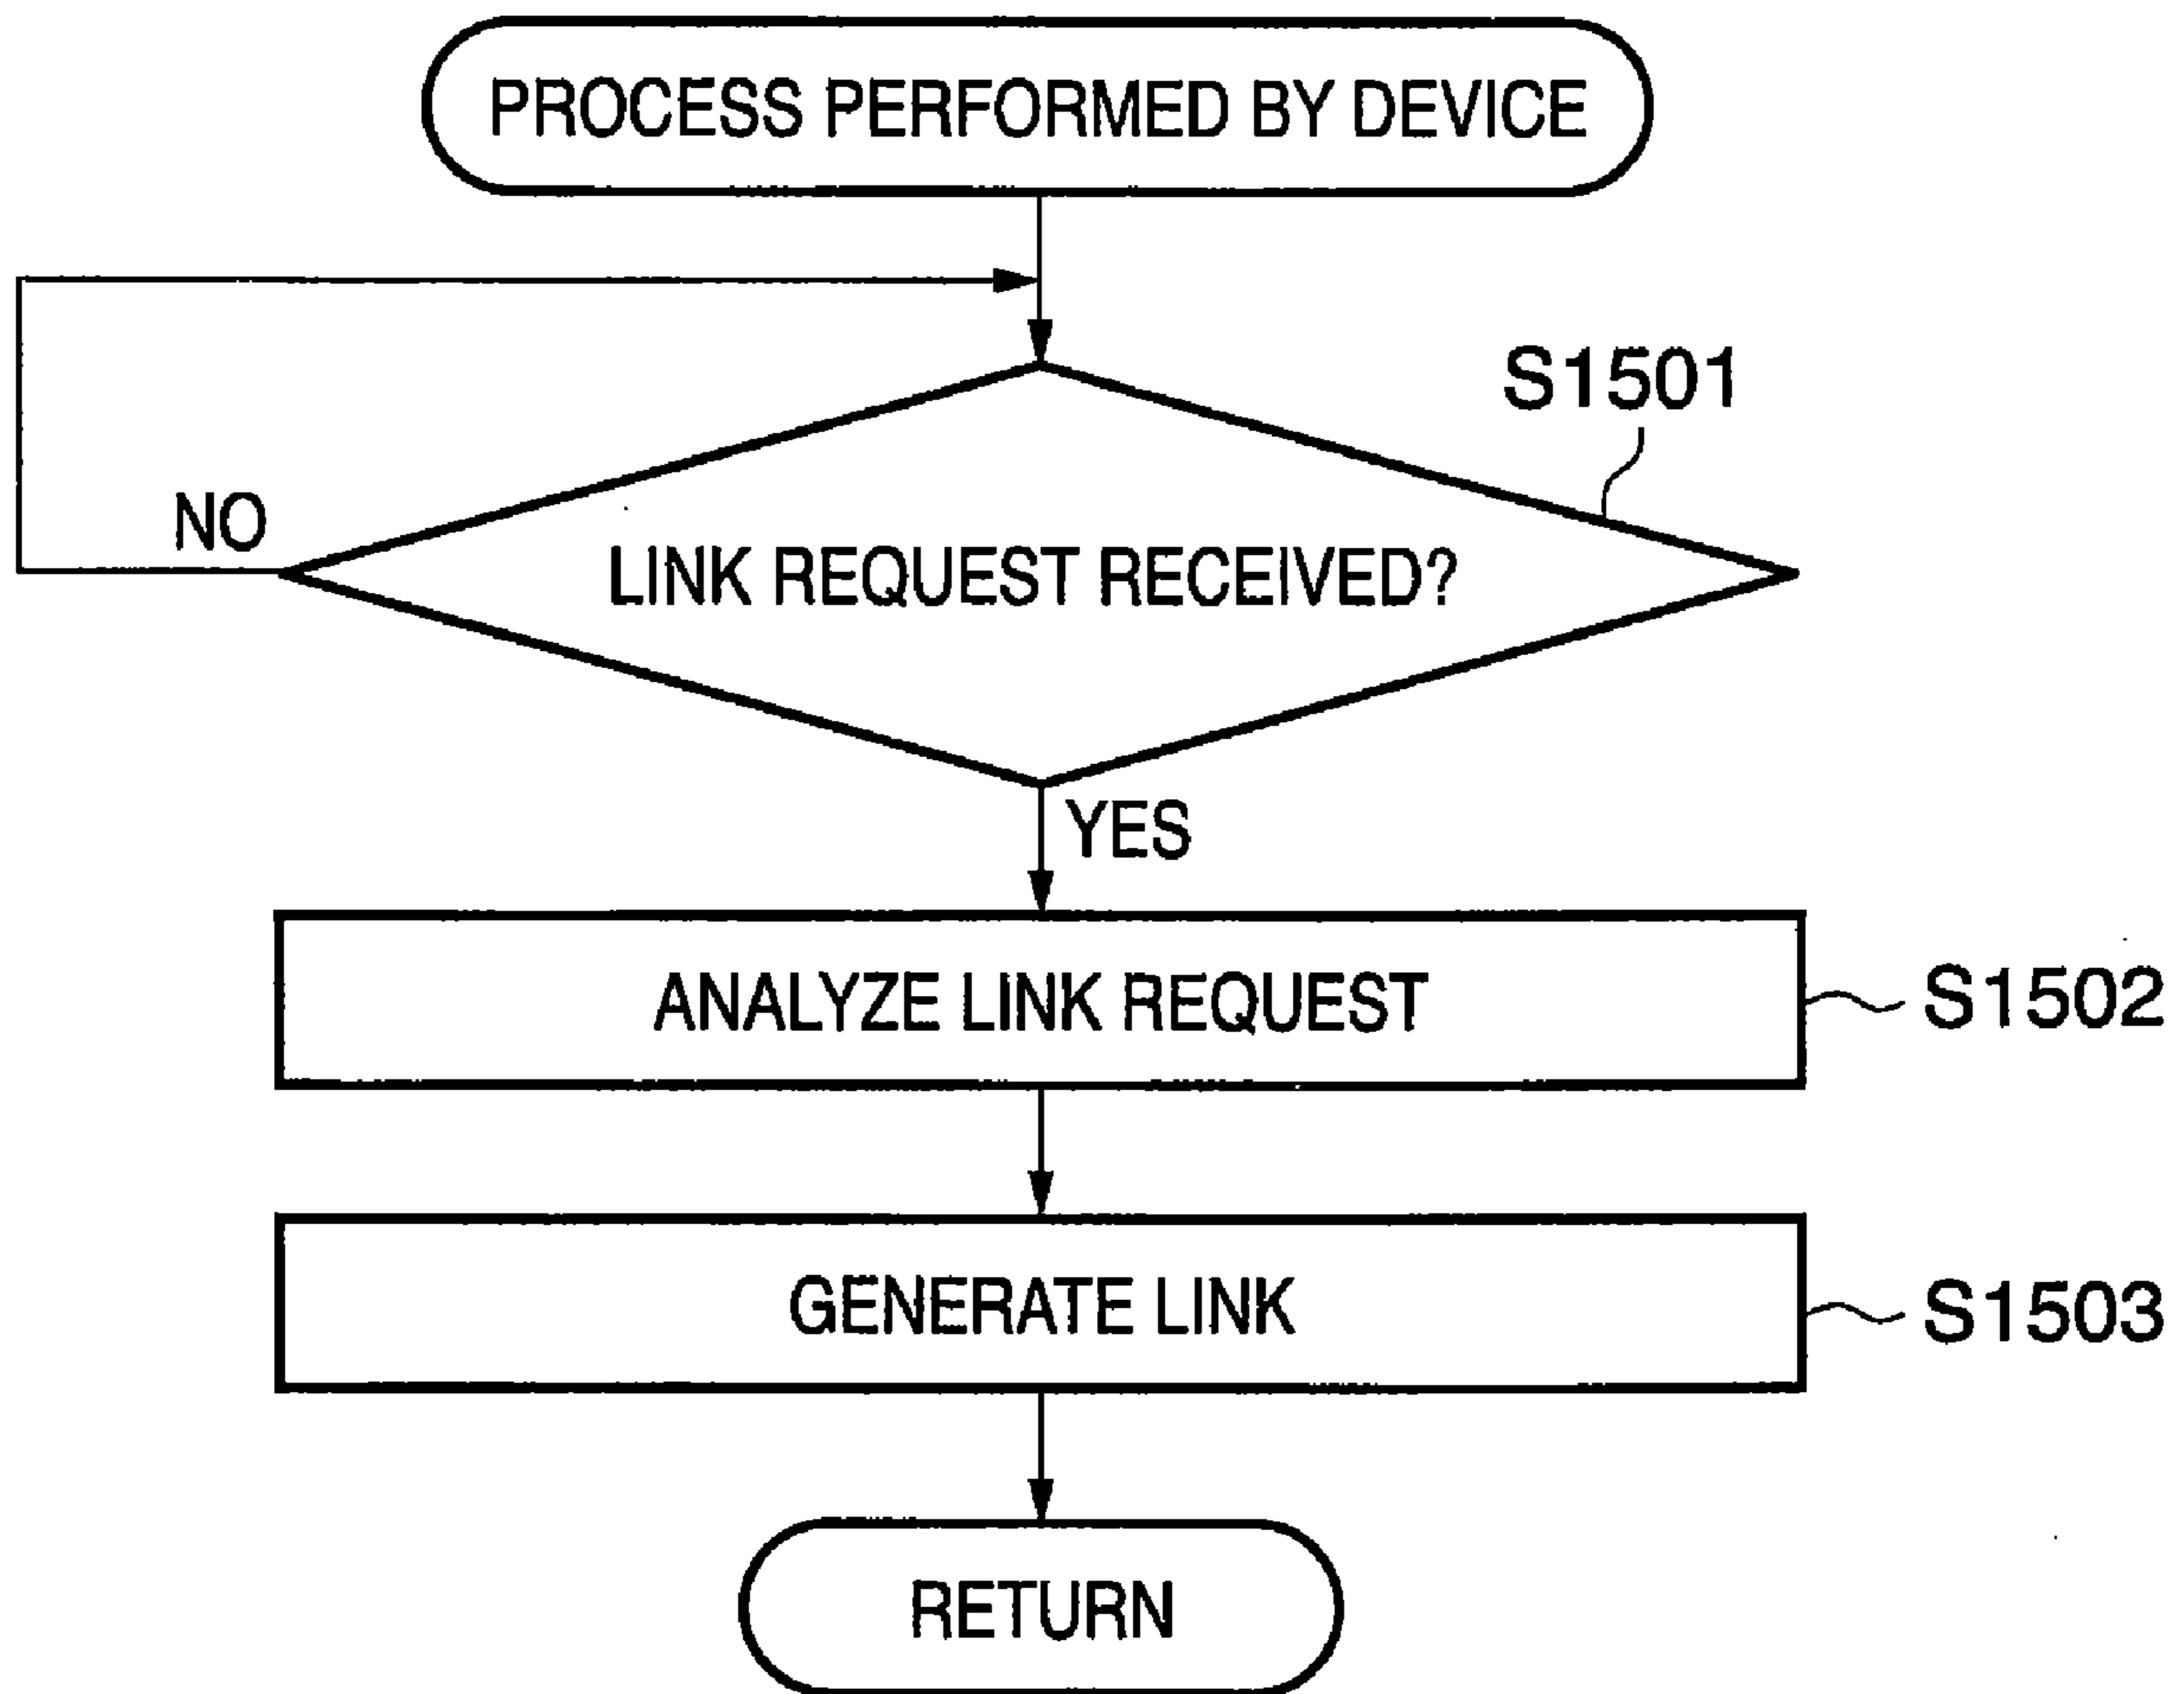 PROCESS PERFORMED BY DEVICE
S1501
NO
LINK REQUEST RECEIVED?
YES
ANALYZE LINK REQUEST
S1502
GENERATE LINK
S1503
RETURN